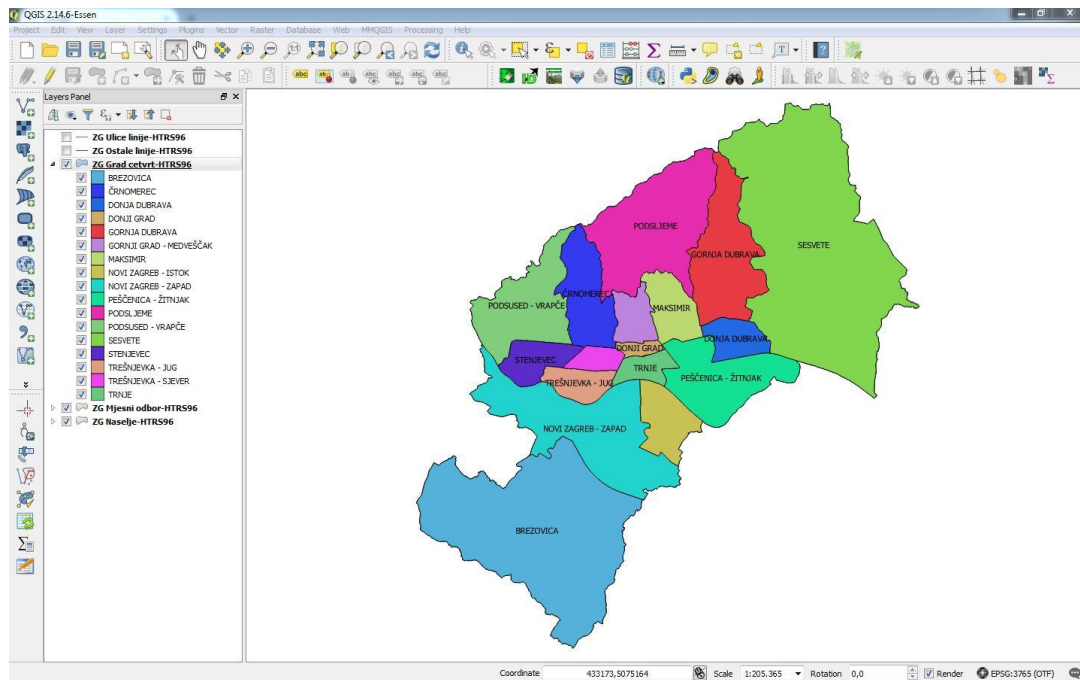 QGIS 2.14.6-Essen
Project Edit View Layer Settings Plugins Vector Raster Database Web MMQGIS Processing Help
Layers Panel
ZG Ulice linije-HTRS96
ZG Ostale linije-HTRS96
ZG Grad cetvrt-HTRS96
BREZOVICA
ČRNOMEREC
DONJA DUBRAVA
DONJI GRAD
GORNJA DUBRAVA
GORNJI GRAD - MEDVEŠČAK
MAKSIMIR
NOVI ZAGREB - ISTOK
NOVI ZAGREB - ZAPAD
PEŠČENICA - ŽITNJAK
PODSLJEME
PODSUSED - VRAPČE
SESVETE
STENJEVEC
TREŠNJEVKA - JUG
TREŠNJEVKA - SJEVER
TRNJE
ZG Mjesni odbor-HTRS96
ZG Naselje-HTRS96
PODSLJEME
SESVETE
GORNJA DUBRAVA
ČRNOMEREC
PODSUSED - VRAPČE
MAKSIMIR
DONJA DUBRAVA
DONJI GRAD
STENJEVEC
TRNJE
PEŠČENICA - ŽITNJAK
TREŠNJEVKA - JUG
NOVI ZAGREB - ZAPAD
BREZOVICA
Coordinate 433173,5075164 Scale 1:205.365 Rotation 0,0 Render EPSG:3765 (OTF)